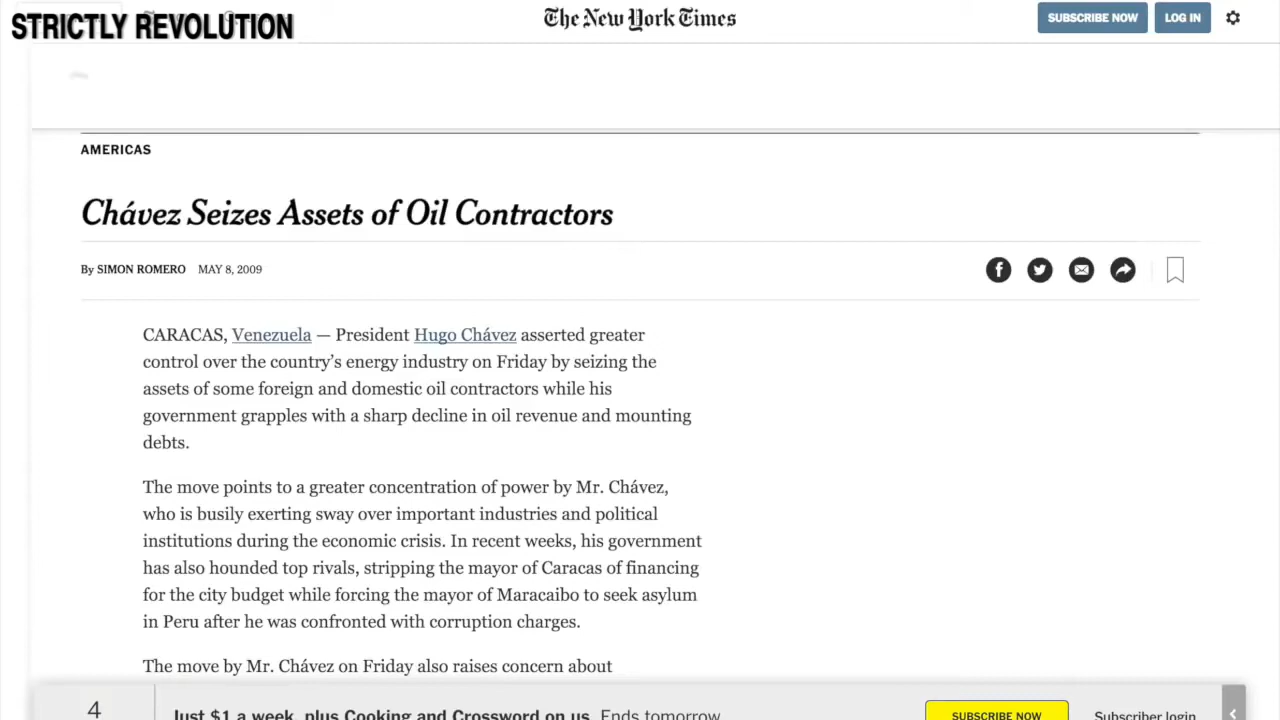 STRICTLY REVOLUTION
The New York Times
SUBSCRIBE NOW
LOG IN
AMERICAS
Chávez Seizes Assets of Oil Contractors
By SIMON ROMERO MAY 8, 2009
CARACAS, Venezuela — President Hugo Chávez asserted greater
control over the country’s energy industry on Friday by seizing the
assets of some foreign and domestic oil contractors while his
government grapples with a sharp decline in oil revenue and mounting
debts.
The move points to a greater concentration of power by Mr. Chávez,
who is busily exerting sway over important industries and political
institutions during the economic crisis. In recent weeks, his government
has also hounded top rivals, stripping the mayor of Caracas of financing
for the city budget while forcing the mayor of Maracaibo to seek asylum
in Peru after he was confronted with corruption charges.
The move by Mr. Chávez on Friday also raises concern about
4
Just $1 a week, plus Cooking and Crossword on us. Ends tomorrow.
SUBSCRIBE NOW
Subscriber login